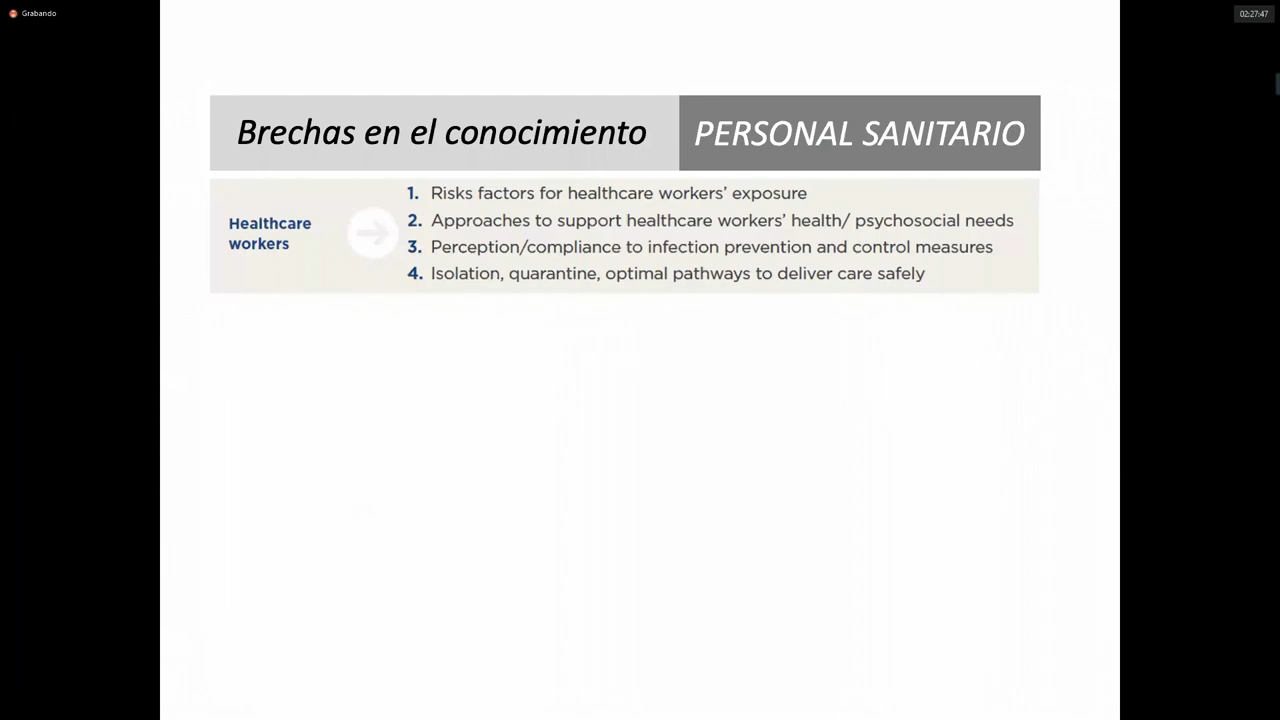 Grabando
02:27:47
Brechas en el conocimiento
PERSONAL SANITARIO
Healthcare
workers
1. Risks factors for healthcare workers' exposure
2. Approaches to support healthcare workers' health/ psychosocial needs
3. Perception/compliance to infection prevention and control measures
4. Isolation, quarantine, optimal pathways to deliver care safely